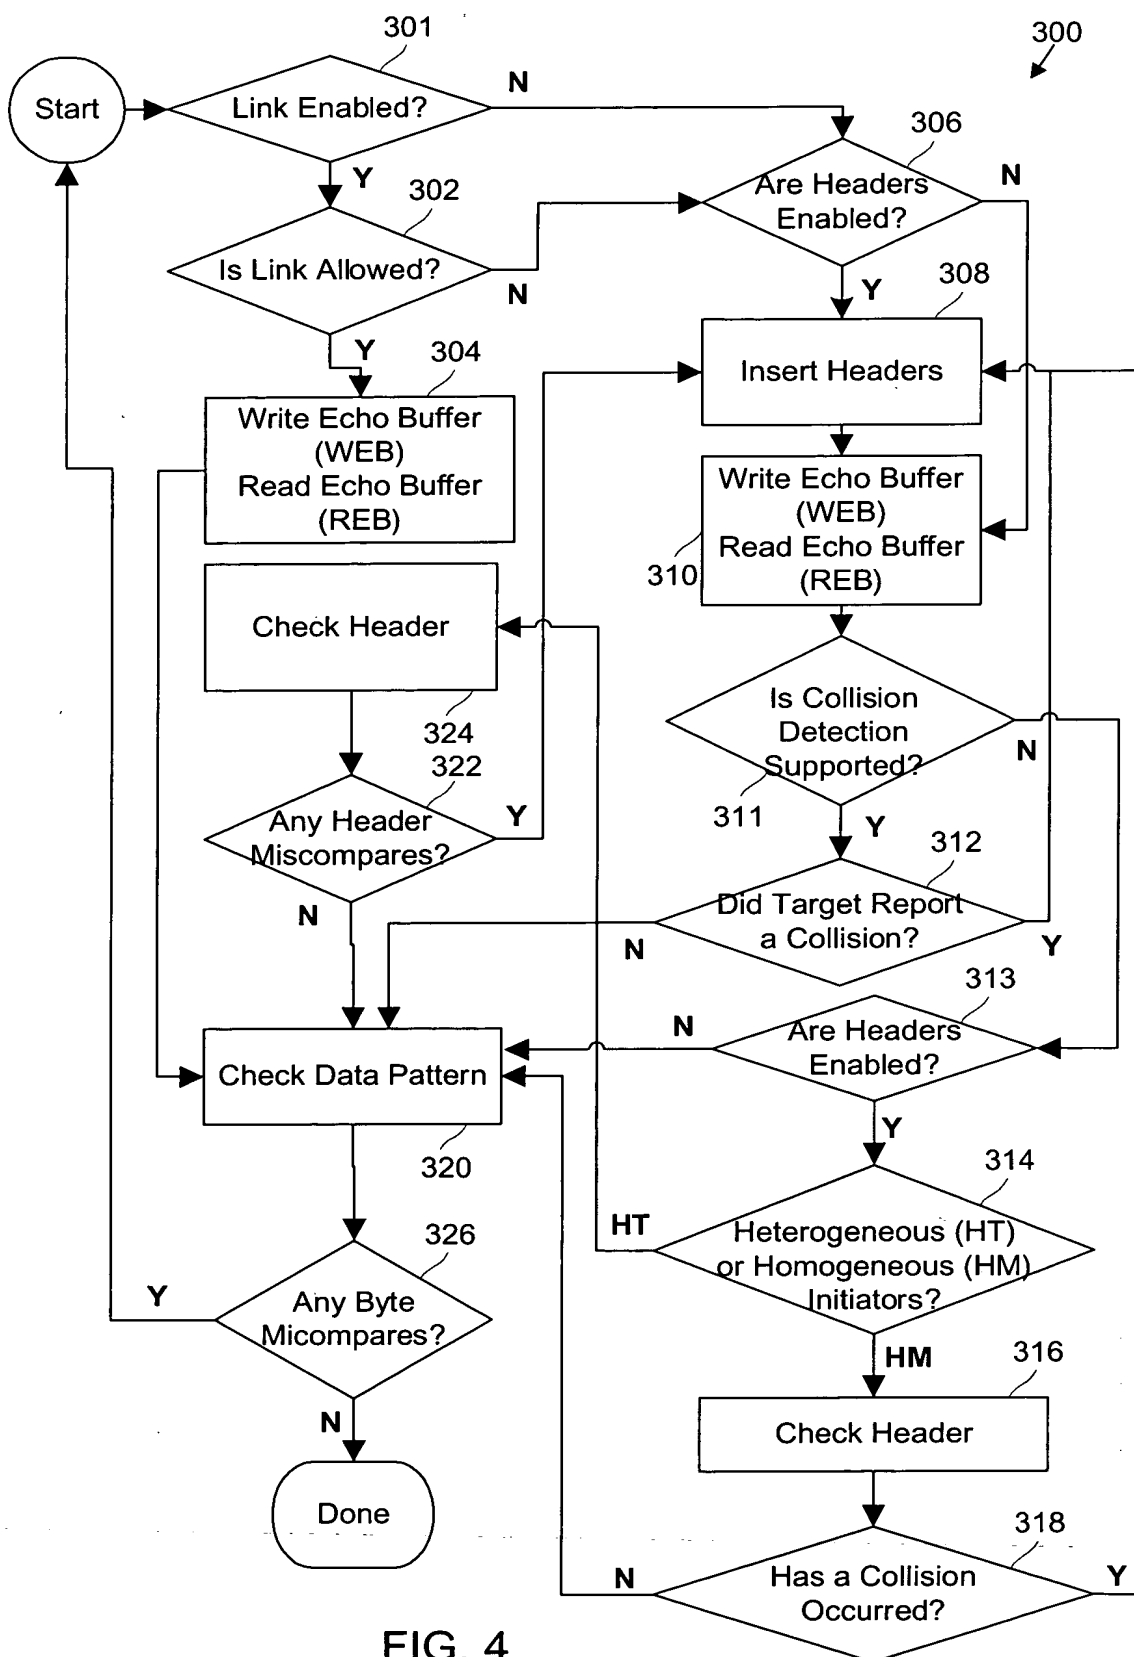 301
300
Start
Link Enabled?
N
306
Y
302
Are Headers
Enabled?
N
Is Link Allowed?
N
Y
308
Y
304
Insert Headers
Write Echo Buffer
(WEB)
Read Echo Buffer
(REB)
Write Echo Buffer
(WEB)
Read Echo Buffer
(REB)
310
Check Header
324
Is Collision
Detection
Supported?
N
311
322
Y
Any Header
Miscompares?
Y
312
N
Did Target Report
a Collision?
N
Y
313
N
Are Headers
Enabled?
Check Data Pattern
320
Y
314
HT
Heterogeneous (HT)
or Homogeneous (HM)
Initiators?
326
Y
Any Byte
Micompares?
HM
316
N
Check Header
Done
318
N
Has a Collision
Occurred?
Y
FIG. 4